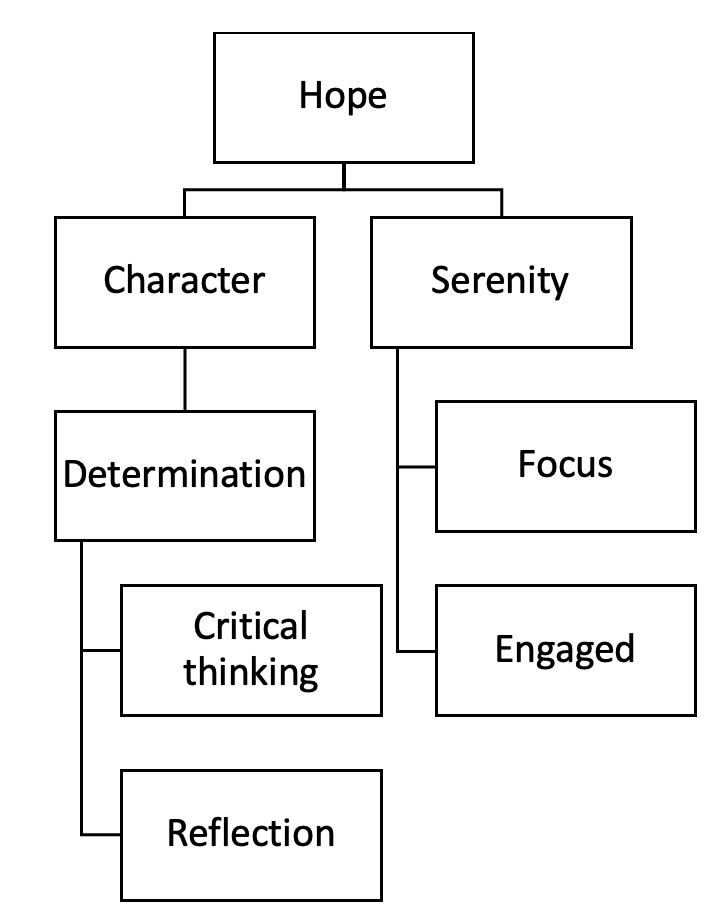 Hope
Character
Serenity
Determination
Focus
Critical
thinking
Engaged
Reflection